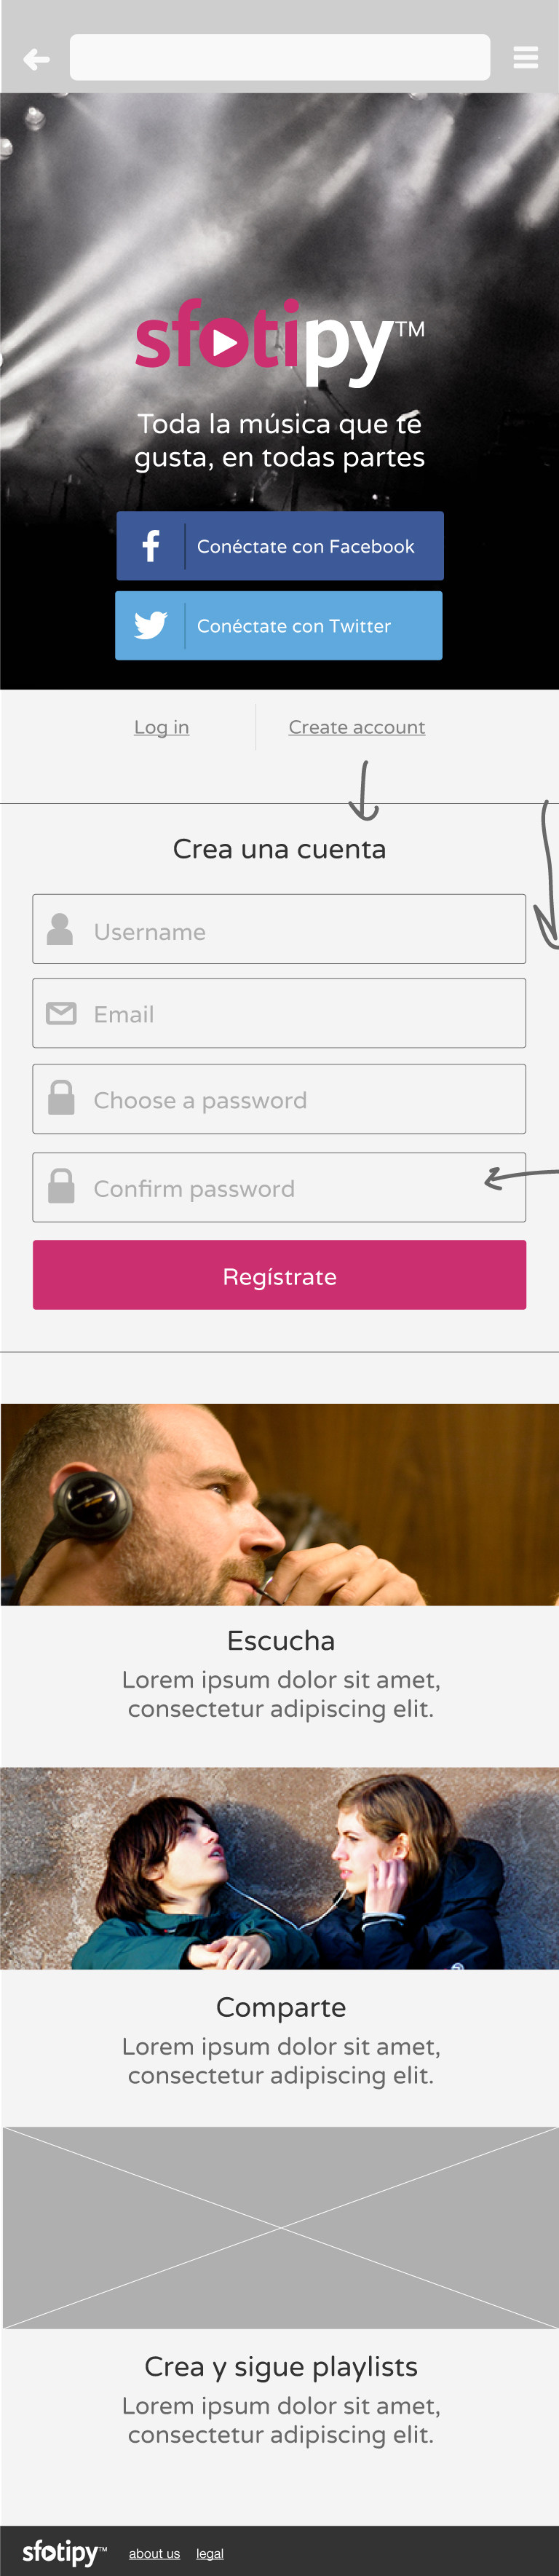 sfotipy™
Toda la música que te
gusta, en todas partes
Conéctate con Facebook
Conéctate con Twitter
Log in
Create account
Crea una cuenta
Username
Email
Choose a password
Confirm password
Regístrate
Escucha
Lorem ipsum dolor sit amet,
consectetur adipiscing elit.
Comparte
Lorem ipsum dolor sit amet,
consectetur adipiscing elit.
Crea y sigue playlists
Lorem ipsum dolor sit amet,
consectetur adipiscing elit.
sfotipy™ about us legal